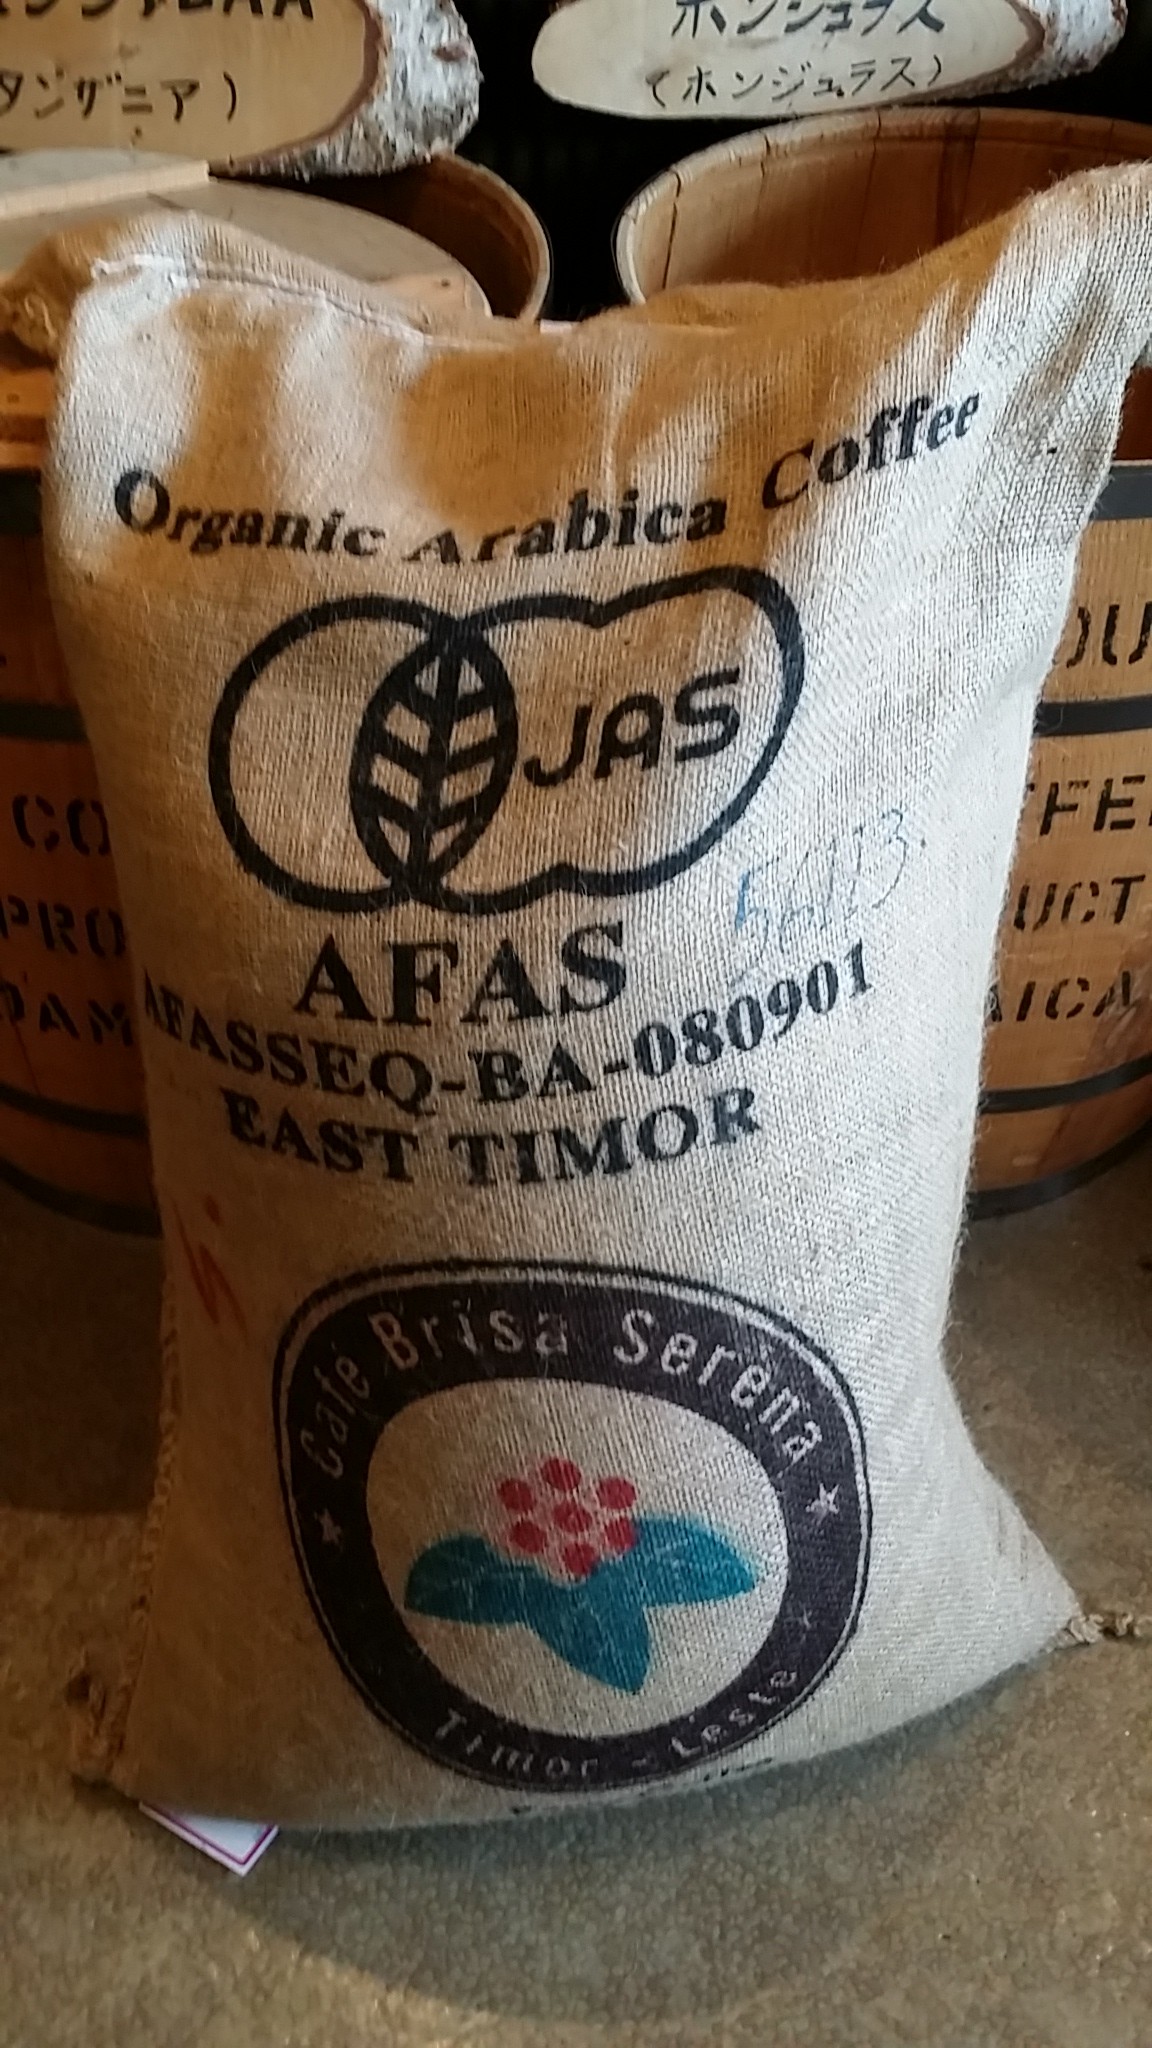 (タンザニア)
ホンジュラス
(ホンジュラス)
Organic Arabica Coffee
JAS
AFAS
AFASSEQ-BA-080901
EAST TIMOR
Cafe Brisa Serena
Timor - Leste